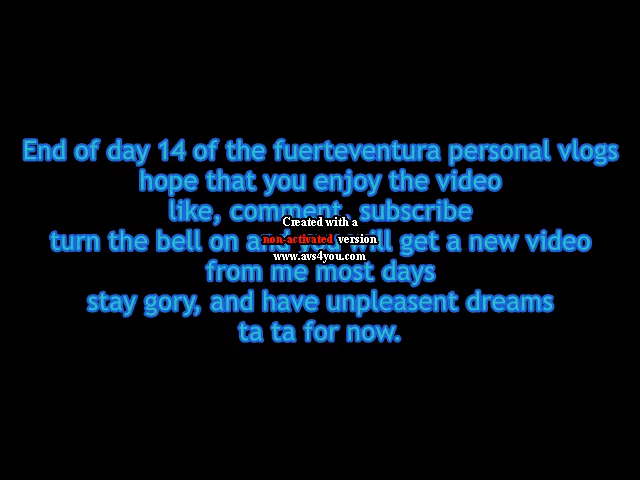 End of day 14 of the fuerteventura personal vlogs
hope that you enjoy the video
like, comment, subscribe
turn the bell on and you will get a new video
from me most days
stay gory, and have unpleasent dreams
ta ta for now.
Created with a
non-activated version
www.avs4you.com